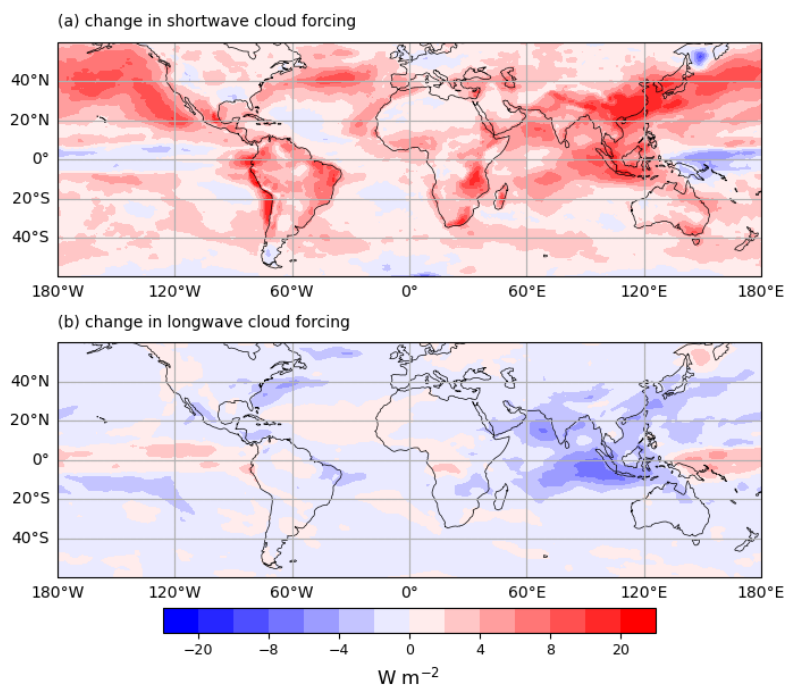 (a) change in shortwave cloud forcing
40°N
20°N
0°
20°S
40°S
180°W 120°W 60°W 0° 60°E 120°E 180°E
(b) change in longwave cloud forcing
40°N
20°N
0°
20°S
40°S
180°W 120°W 60°W 0° 60°E 120°E 180°E
−20 −8 −4 0 4 8 20
W m⁻²